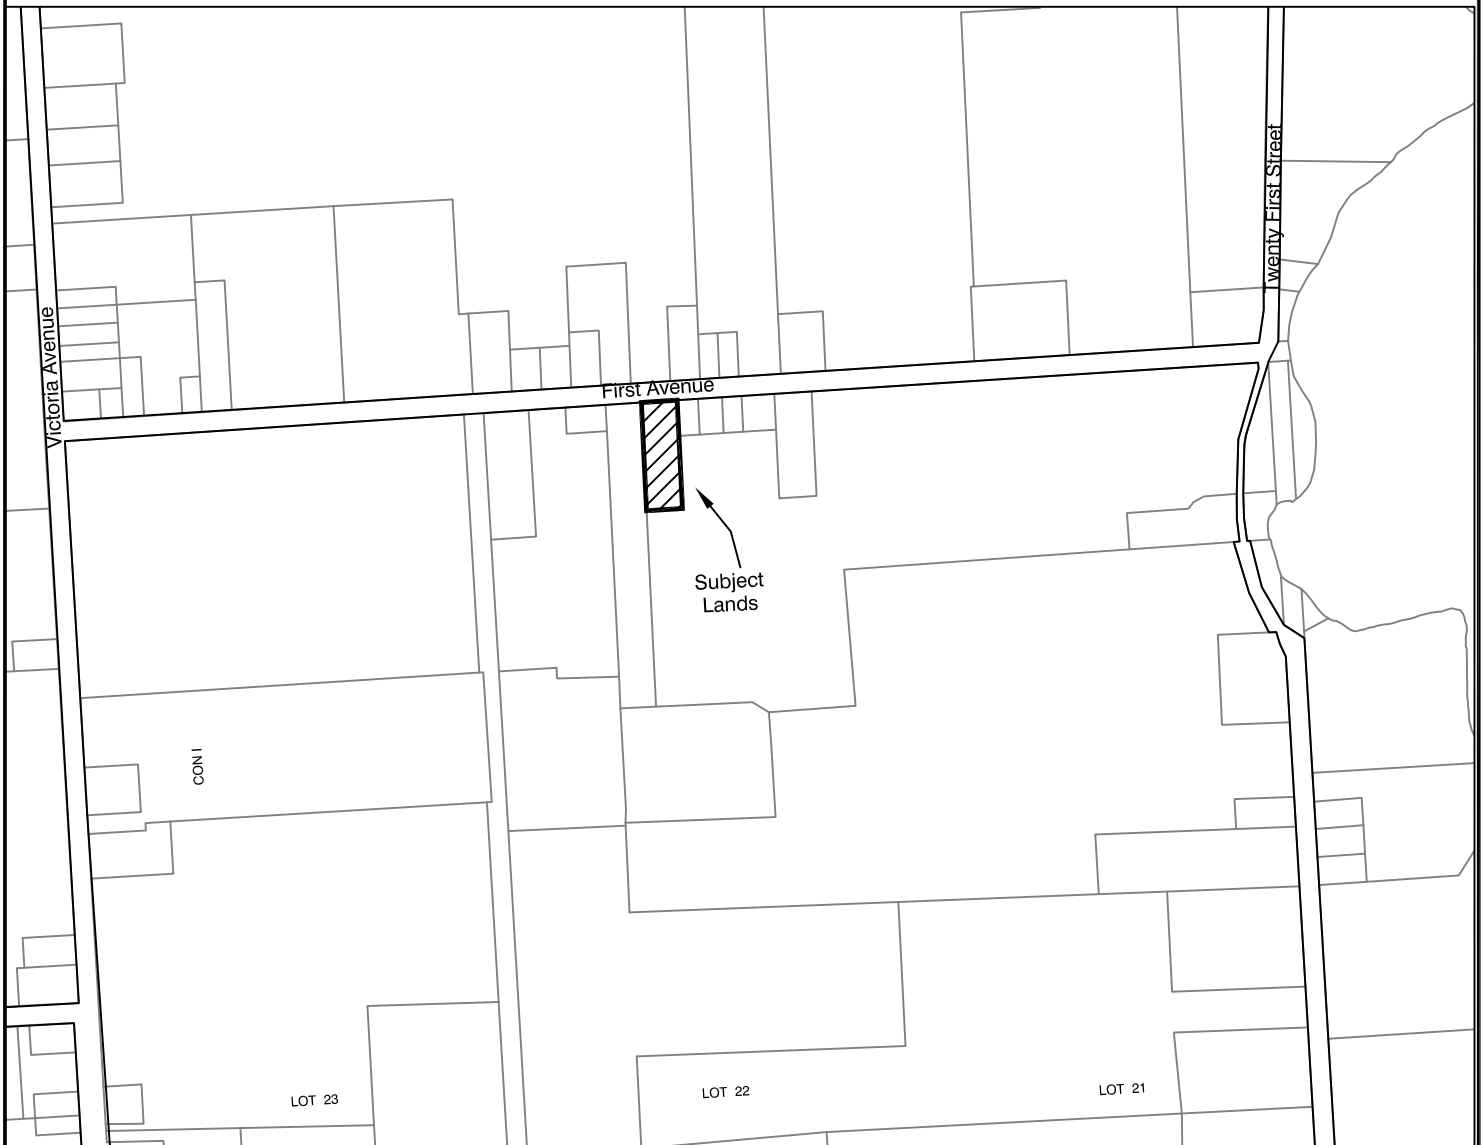 Twenty First Street
Victoria Avenue
First Avenue
Subject
Lands
CON I
LOT 23
LOT 22
LOT 21